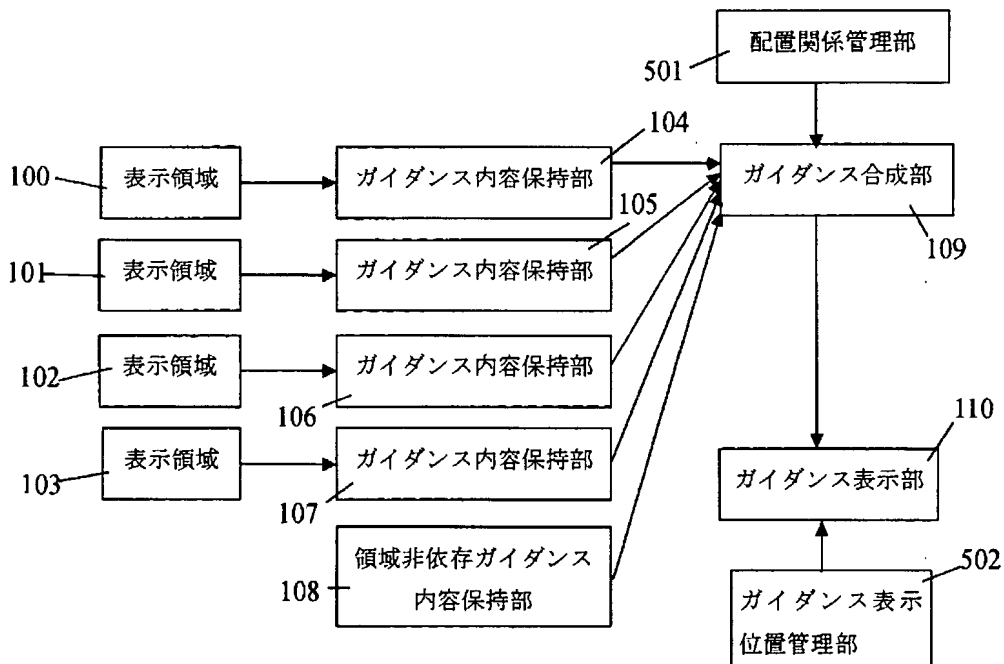 配置関係管理部
501
104
100
表示領域
ガイダンス内容保持部
ガイダンス合成部
105
109
101
表示領域
ガイダンス内容保持部
102
表示領域
ガイダンス内容保持部
106
110
103
表示領域
ガイダンス内容保持部
107
ガイダンス表示部
108
領域非依存ガイダンス
内容保持部
502
ガイダンス表示
位置管理部